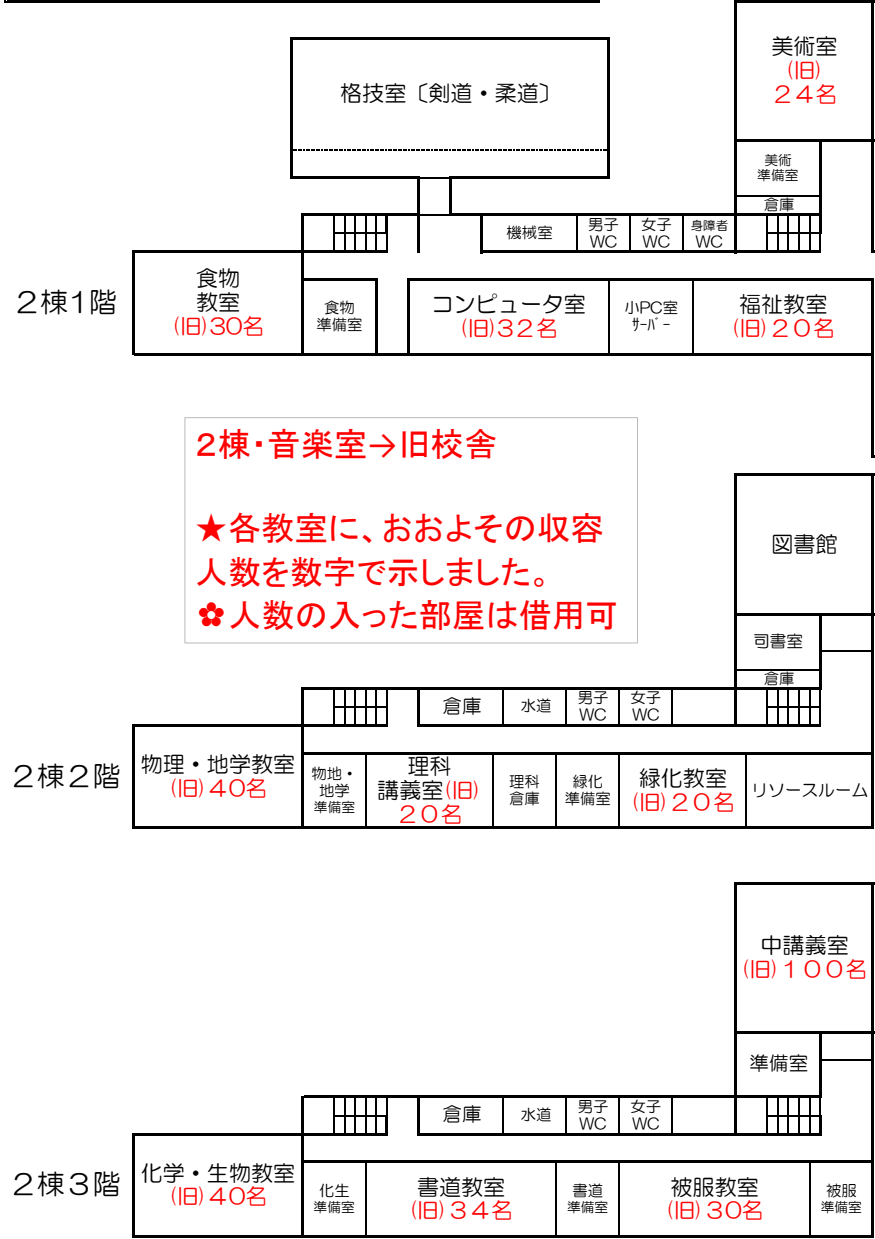 美術室
(旧)
２４名
格技室〔剣道・柔道〕
美術
準備室
倉庫
機械室
男子
WC
女子
WC
身障者
WC
２棟１階
食物
教室
(旧)30名
食物
準備室
コンピュータ室
(旧)３２名
小PC室
ｻｰﾊﾞｰ
福祉教室
(旧)２０名
２棟・音楽室→旧校舎
★各教室に、おおよその収容
人数を数字で示しました。
✿人数の入った部屋は借用可
図書館
司書室
倉庫
倉庫
水道
男子
WC
女子
WC
２棟２階
物理・地学教室
(旧)４０名
物地・
地学
準備室
理科
講義室(旧)
２０名
理科
倉庫
緑化
準備室
緑化教室
(旧)２０名
リソースルーム
中講義室
(旧)１００名
準備室
倉庫
水道
男子
WC
女子
WC
２棟３階
化学・生物教室
(旧)４０名
化生
準備室
書道教室
(旧)３４名
書道
準備室
被服教室
(旧)30名
被服
準備室